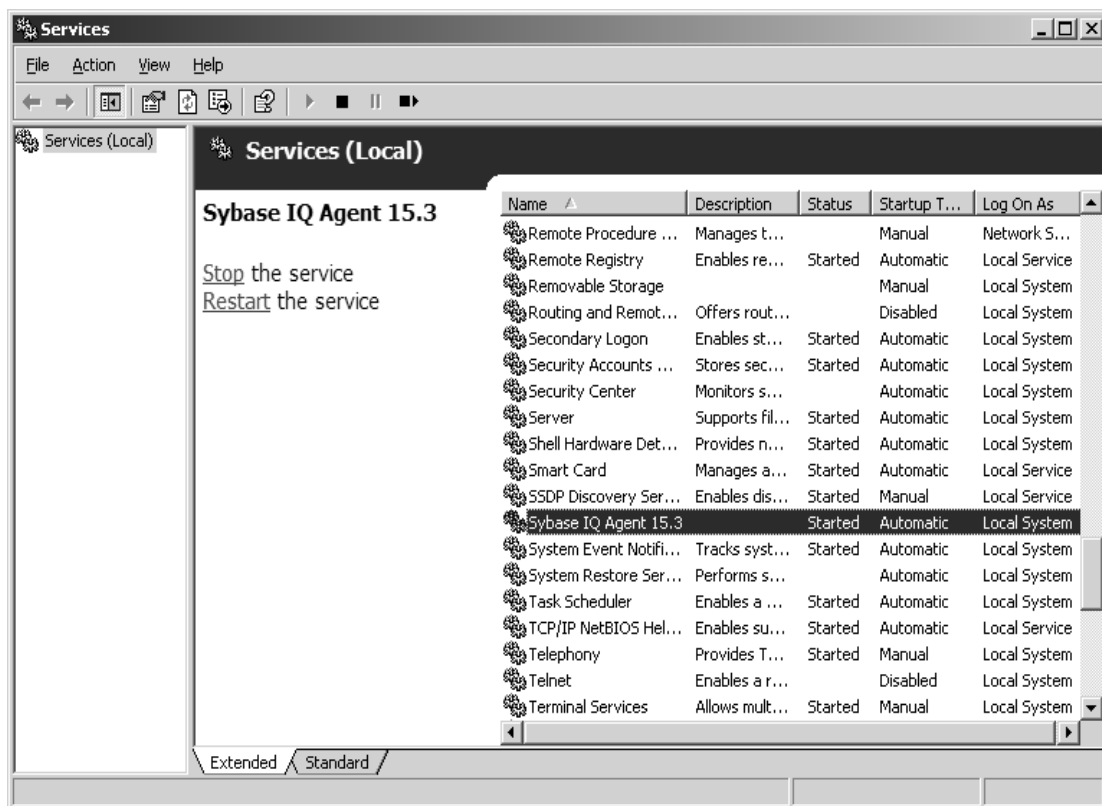 Services
File Action View Help
Services (Local)
Services (Local)
Sybase IQ Agent 15.3
Stop the service
Restart the service
Name Description Status Startup T... Log On As
Remote Procedure ... Manages t... Manual Network S...
Remote Registry Enables re... Started Automatic Local Service
Removable Storage Manual Local System
Routing and Remot... Offers rout... Disabled Local System
Secondary Logon Enables st... Started Automatic Local System
Security Accounts ... Stores sec... Started Automatic Local System
Security Center Monitors s... Automatic Local System
Server Supports fil... Started Automatic Local System
Shell Hardware Det... Provides n... Started Automatic Local System
Smart Card Manages a... Started Automatic Local Service
SSDP Discovery Ser... Enables dis... Started Manual Local Service
Sybase IQ Agent 15.3 Started Automatic Local System
System Event Notifi... Tracks syst... Started Automatic Local System
System Restore Ser... Performs s... Automatic Local System
Task Scheduler Enables a ... Started Automatic Local System
TCP/IP NetBIOS Hel... Enables su... Started Automatic Local Service
Telephony Provides T... Started Manual Local System
Telnet Enables a r... Disabled Local System
Terminal Services Allows mult... Started Manual Local System
Extended Standard